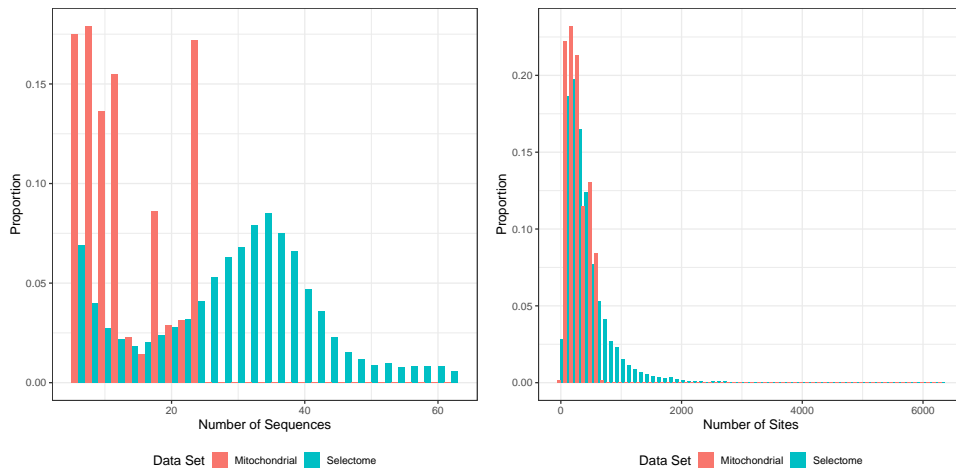 0.15
0.10
0.05
0.00
Proportion
20
40
60
Number of Sequences
Data Set
Mitochondrial
Selectome
0.20
0.15
0.10
0.05
0.00
Proportion
0
2000
4000
6000
Number of Sites
Data Set
Mitochondrial
Selectome